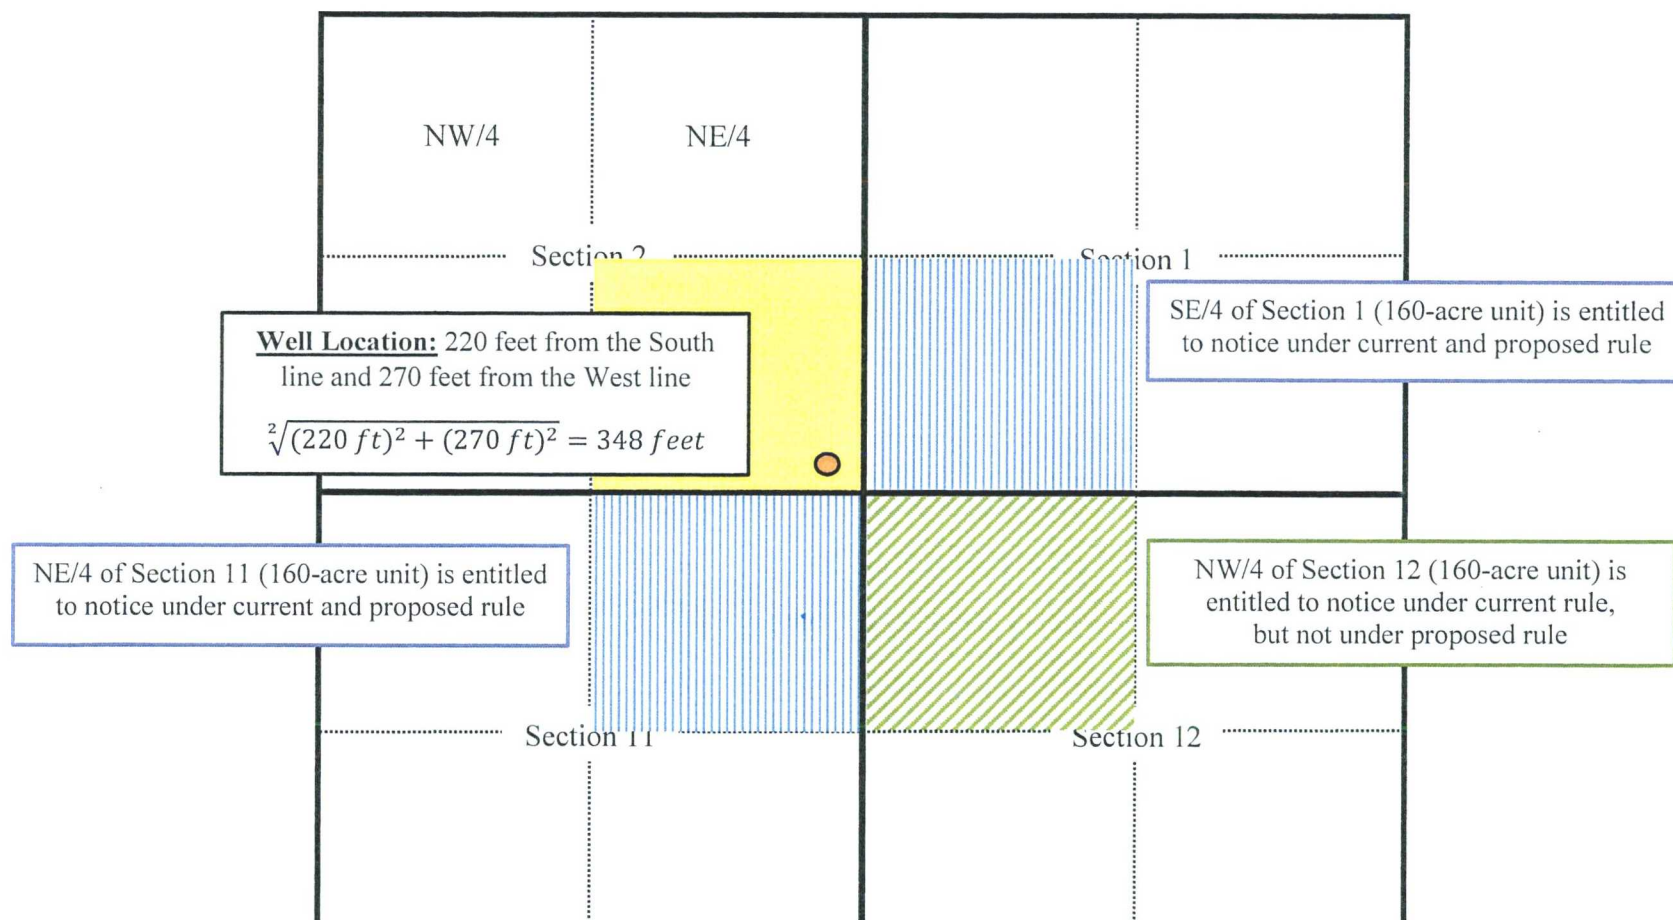 NW/4
NE/4
Section 2
Section 1
Well Location: 220 feet from the South
line and 270 feet from the West line
²√(220 ft)² + (270 ft)² = 348 feet
SE/4 of Section 1 (160-acre unit) is entitled
to notice under current and proposed rule
NE/4 of Section 11 (160-acre unit) is entitled
to notice under current and proposed rule
NW/4 of Section 12 (160-acre unit) is
entitled to notice under current rule,
but not under proposed rule
Section 11
Section 12